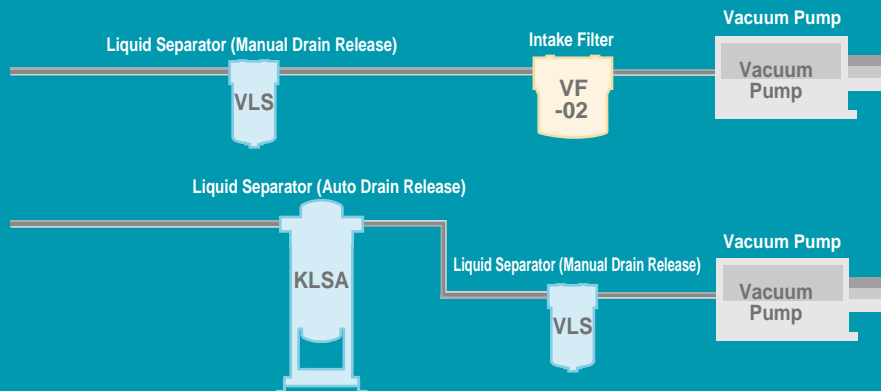 Vacuum Pump
Liquid Separator (Manual Drain Release)
Intake Filter
VLS
VF
-02
Vacuum
Pump
Liquid Separator (Auto Drain Release)
Vacuum Pump
Liquid Separator (Manual Drain Release)
KLSA
VLS
Vacuum
Pump